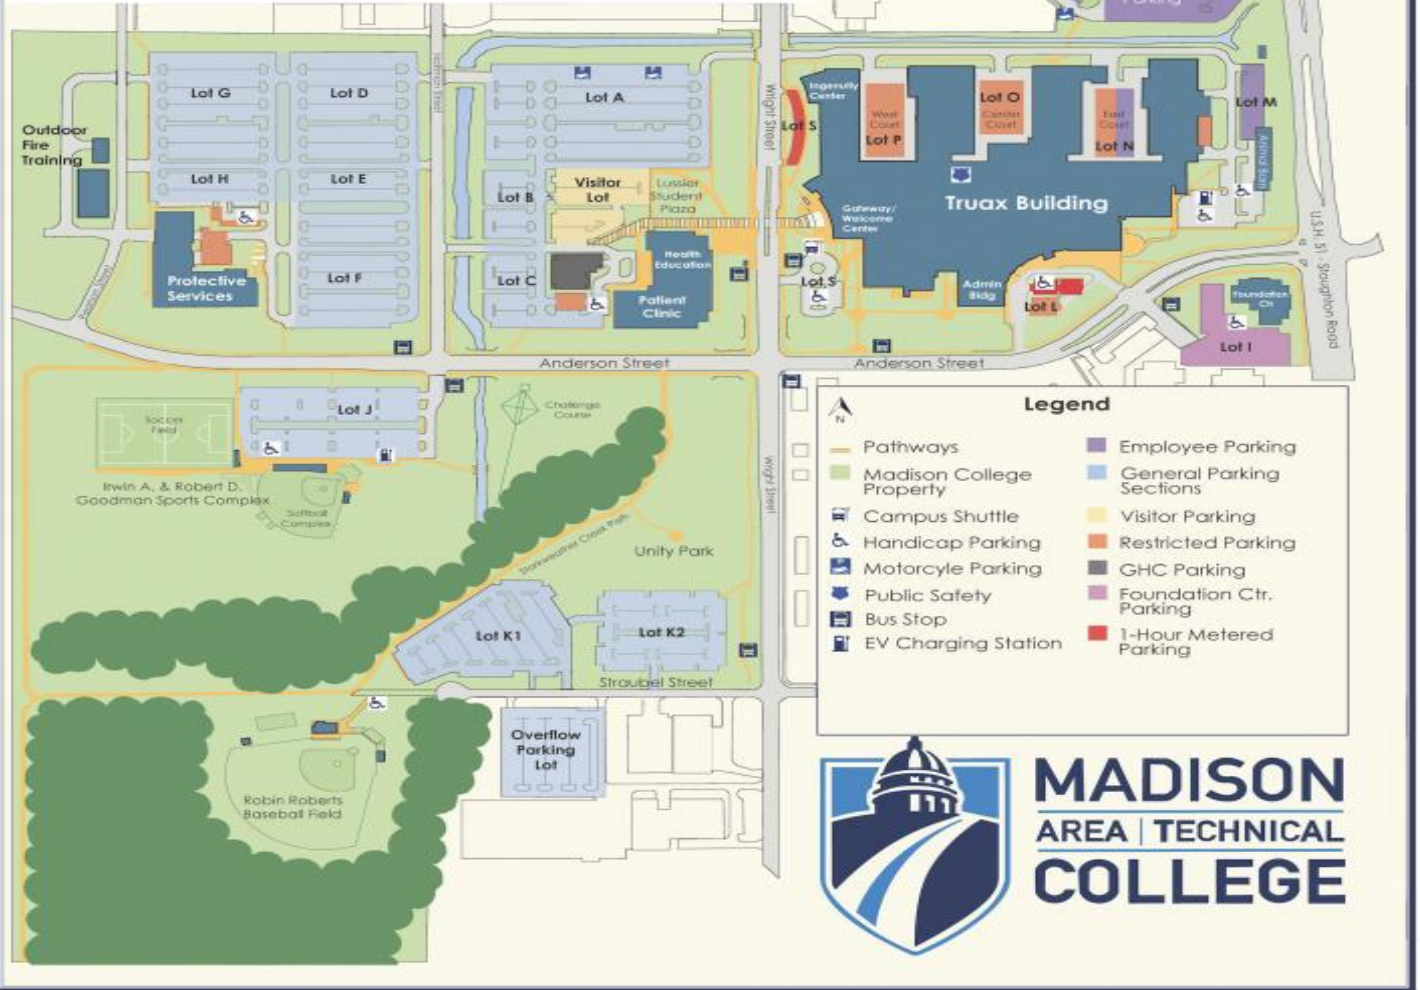 Parking
Hoffman Street
Wright Street
Lot G
Lot D
Lot A
Outdoor
Fire
Training
Lot H
Lot E
Lot B
Visitor
Lot
Lussier
Student
Plaza
Lot S
Ingenuity
Center
West
Court
Lot P
Lot O
Center
Court
East
Court
Lot N
Lot M
Truax Building
Gateway/
Welcome
Center
Protective
Services
Lot F
Lot C
Health
Education
Patient
Clinic
Lot S
Admin
Bldg
Lot L
Foundation
Ctr
Lot I
U.S.H. 51 - Stoughton Road
Anderson Street
Anderson Street
Soccer
Field
Lot J
Challenge
Course
Irwin A. & Robert D.
Goodman Sports Complex
Softball
Complex
Starkweather Creek Path
Unity Park
Wright Street
Lot K1
Lot K2
Straubel Street
Overflow
Parking
Lot
Robin Roberts
Baseball Field
Legend
N
Pathways
Madison College
Property
Campus Shuttle
Handicap Parking
Motorcyle Parking
Public Safety
Bus Stop
EV Charging Station
Employee Parking
General Parking
Sections
Visitor Parking
Restricted Parking
GHC Parking
Foundation Ctr.
Parking
1-Hour Metered
Parking
MADISON
AREA | TECHNICAL
COLLEGE